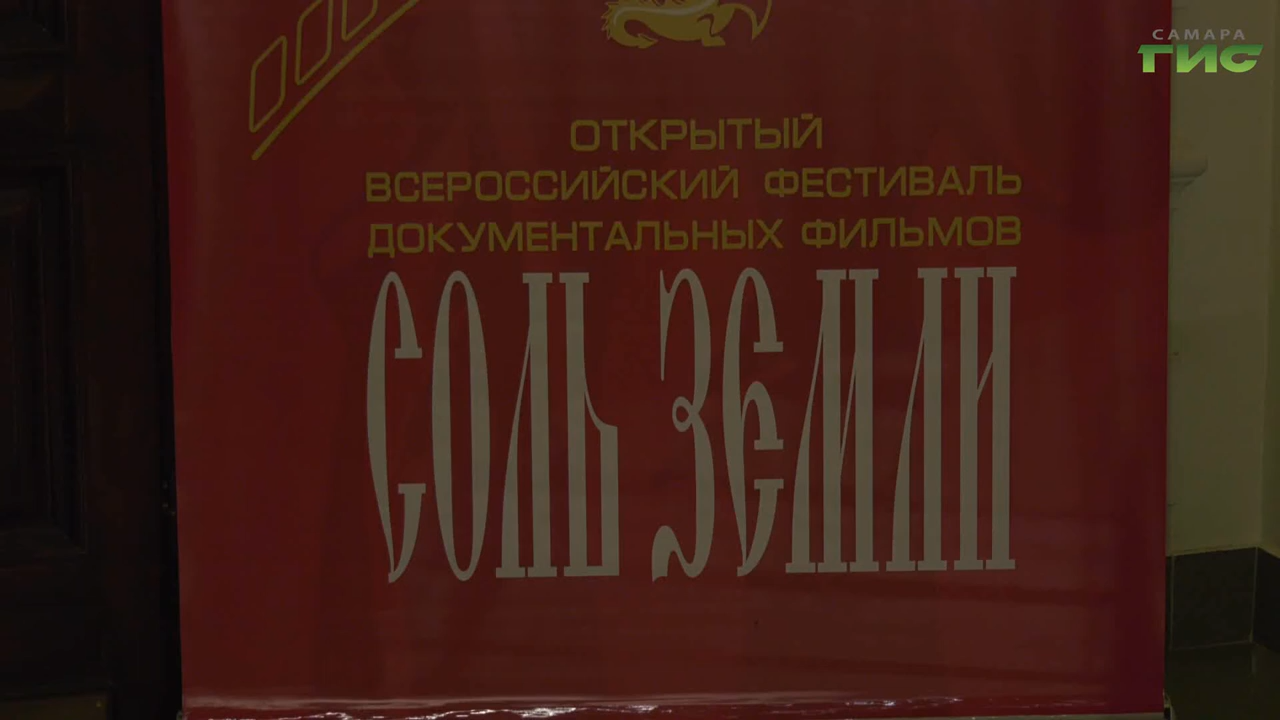 САМАРА
ГИС
ОТКРЫТЫЙ
ВСЕРОССИЙСКИЙ ФЕСТИВАЛЬ
ДОКУМЕНТАЛЬНЫХ ФИЛЬМОВ
СОЛЬ ЗЕМЛИ